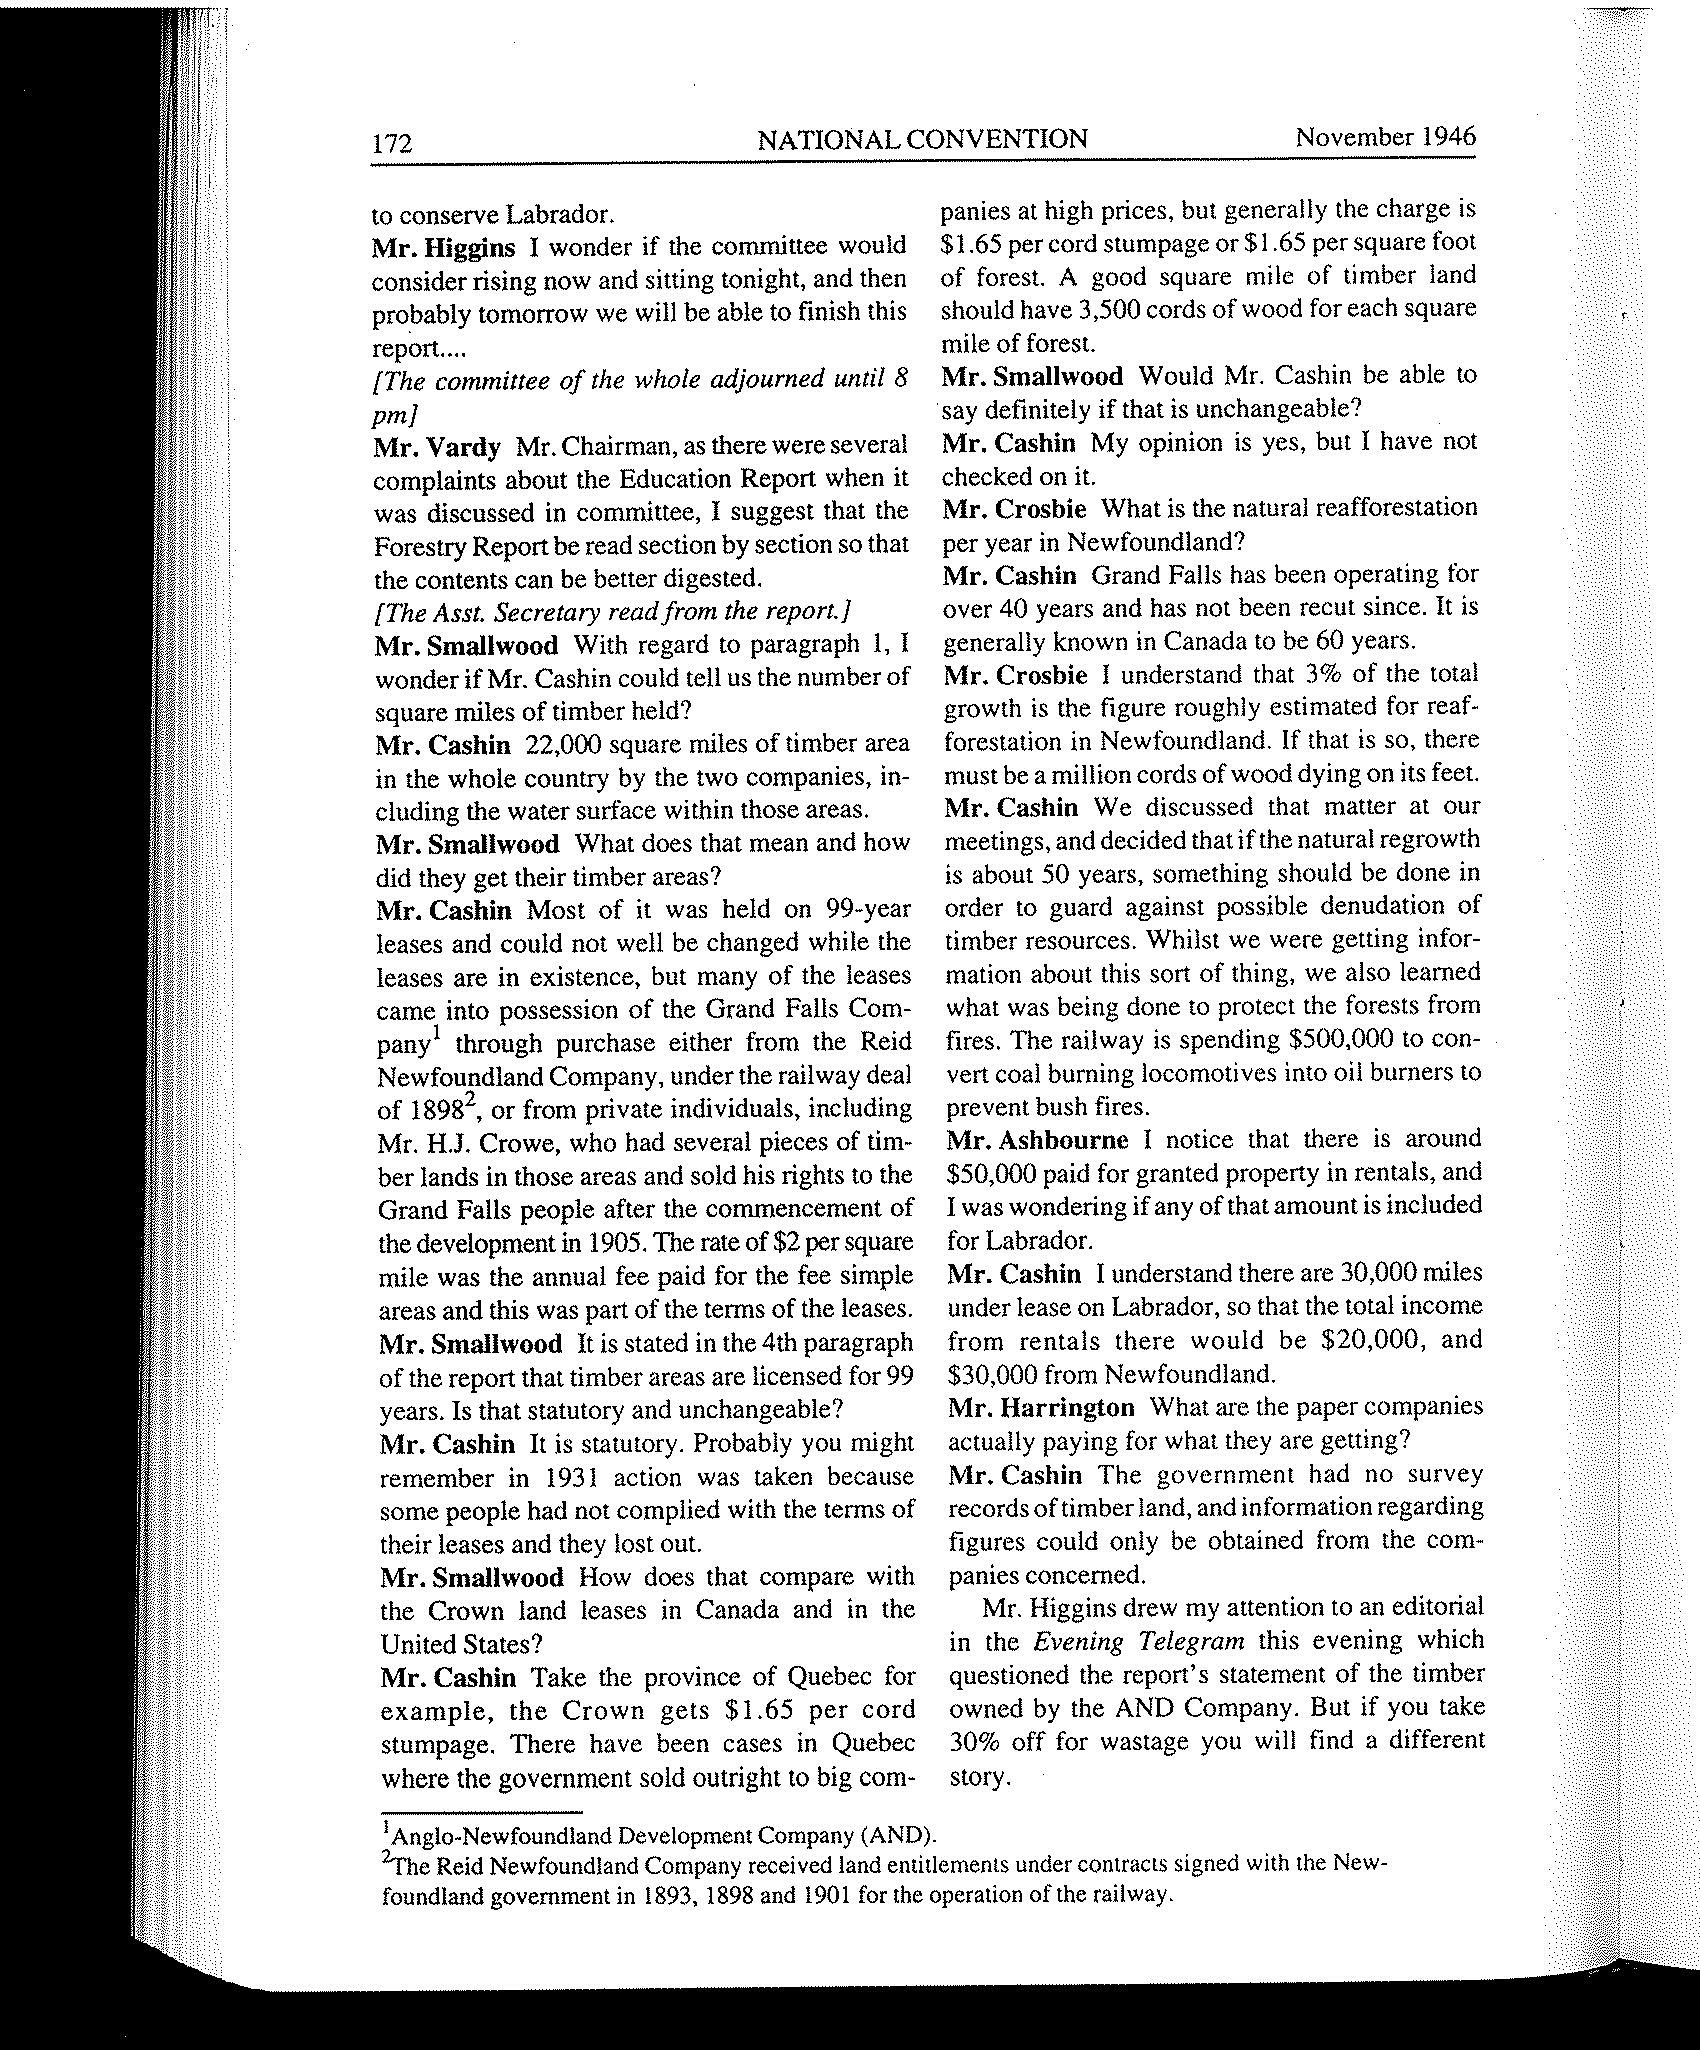 172 NATIONAL CONVENTION November 1946
to conserve Labrador.
Mr. Higgins I wonder if the committee would
consider rising now and sitting tonight, and then
probably tomorrow we will be able to finish this
report....
[The committee of the whole adjourned until 8
pm]
Mr. Vardy Mr. Chairman, as there were several
complaints about the Education Report when it
was discussed in committee, I suggest that the
Forestry Report be read section by section so that
the contents can be better digested.
[The Asst. Secretary read from the report.]
Mr. Smallwood With regard to paragraph 1, I
wonder if Mr. Cashin could tell us the number of
square miles of timber held?
Mr. Cashin 22,000 square miles of timber area
in the whole country by the two companies, in-
cluding the water surface within those areas.
Mr. Smallwood What does that mean and how
did they get their timber areas?
Mr. Cashin Most of it was held on 99-year
leases and could not well be changed while the
leases are in existence, but many of the leases
came into possession of the Grand Falls Com-
pany1 through purchase either from the Reid
Newfoundland Company, under the railway deal
of 18982, or from private individuals, including
Mr. H.J. Crowe, who had several pieces of tim-
ber lands in those areas and sold his rights to the
Grand Falls people after the commencement of
the development in 1905. The rate of $2 per square
mile was the annual fee paid for the fee simple
areas and this was part of the terms of the leases.
Mr. Smallwood It is stated in the 4th paragraph
of the report that timber areas are licensed for 99
years. Is that statutory and unchangeable?
Mr. Cashin It is statutory. Probably you might
remember in 1931 action was taken because
some people had not complied with the terms of
their leases and they lost out.
Mr. Smallwood How does that compare with
the Crown land leases in Canada and in the
United States?
Mr. Cashin Take the province of Quebec for
example, the Crown gets $1.65 per cord
stumpage. There have been cases in Quebec
where the government sold outright to big com-
panies at high prices, but generally the charge is
$1.65 per cord stumpage or $1.65 per square foot
of forest. A good square mile of timber land
should have 3,500 cords of wood for each square
mile of forest.
Mr. Smallwood Would Mr. Cashin be able to
say definitely if that is unchangeable?
Mr. Cashin My opinion is yes, but I have not
checked on it.
Mr. Crosbie What is the natural reafforestation
per year in Newfoundland?
Mr. Cashin Grand Falls has been operating for
over 40 years and has not been recut since. It is
generally known in Canada to be 60 years.
Mr. Crosbie I understand that 3% of the total
growth is the figure roughly estimated for reaf-
forestation in Newfoundland. If that is so, there
must be a million cords of wood dying on its feet.
Mr. Cashin We discussed that matter at our
meetings, and decided that if the natural regrowth
is about 50 years, something should be done in
order to guard against possible denudation of
timber resources. Whilst we were getting infor-
mation about this sort of thing, we also learned
what was being done to protect the forests from
fires. The railway is spending $500,000 to con-
vert coal burning locomotives into oil burners to
prevent bush fires.
Mr. Ashbourne I notice that there is around
$50,000 paid for granted property in rentals, and
I was wondering if any of that amount is included
for Labrador.
Mr. Cashin I understand there are 30,000 miles
under lease on Labrador, so that the total income
from rentals there would be $20,000, and
$30,000 from Newfoundland.
Mr. Harrington What are the paper companies
actually paying for what they are getting?
Mr. Cashin The government had no survey
records of timber land, and information regarding
figures could only be obtained from the com-
panies concerned.
Mr. Higgins drew my attention to an editorial
in the Evening Telegram this evening which
questioned the report's statement of the timber
owned by the AND Company. But if you take
30% off for wastage you will find a different
story.
1Anglo-Newfoundland Development Company (AND).
2The Reid Newfoundland Company received land entitlements under contracts signed with the New-
foundland government in 1893, 1898 and 1901 for the operation of the railway.